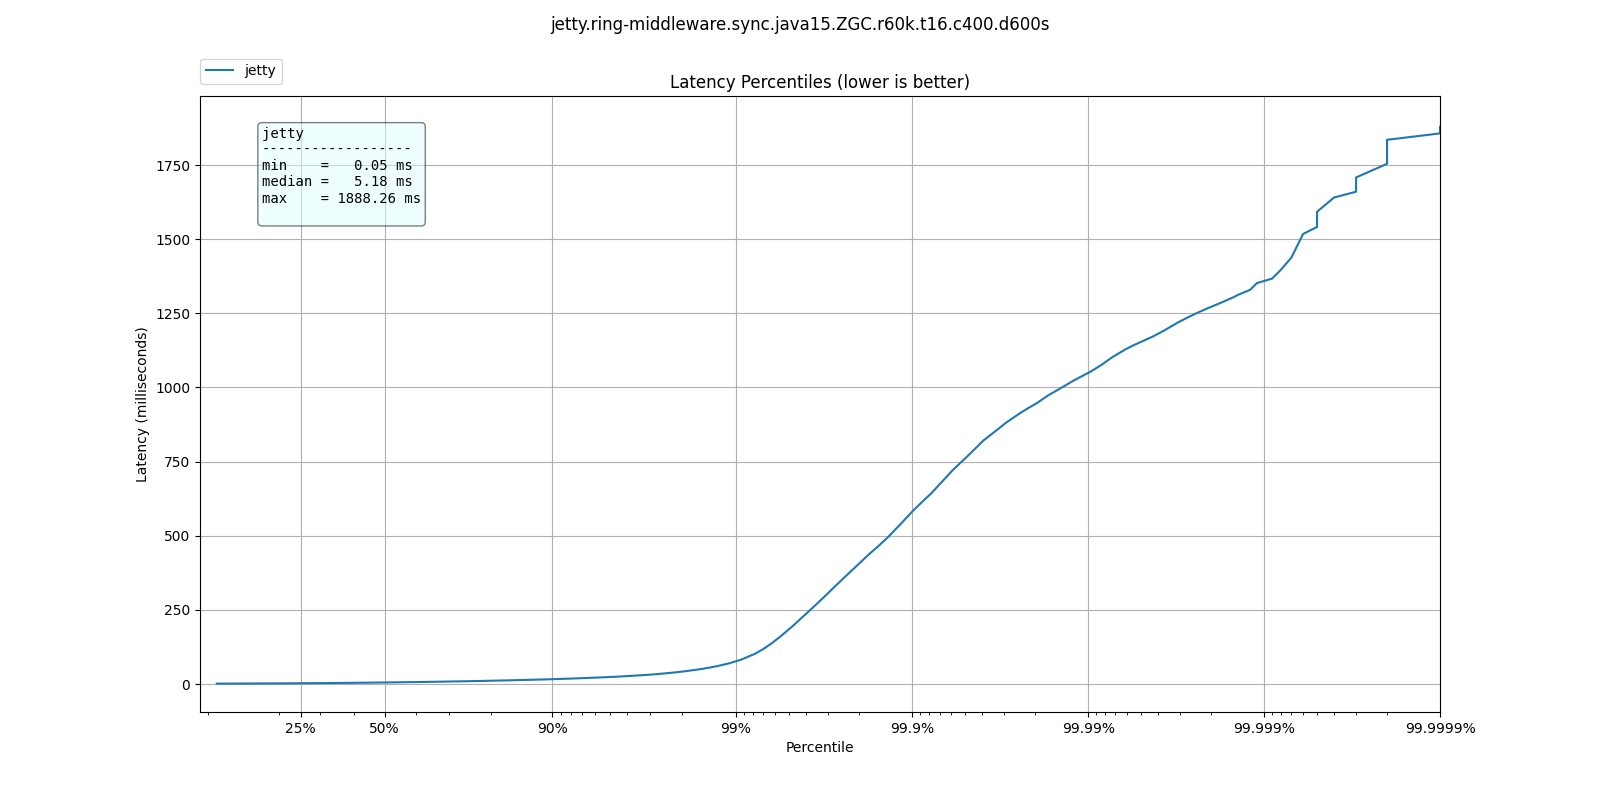 jetty.ring-middleware.sync.java15.ZGC.r60k.t16.c400.d600s
jetty
Latency Percentiles (lower is better)
jetty
------------------
min    =   0.05 ms
median =   5.18 ms
max    = 1888.26 ms
1750
1500
1250
1000
750
500
250
0
Latency (milliseconds)
25% 50% 90% 99% 99.9% 99.99% 99.999% 99.9999%
Percentile